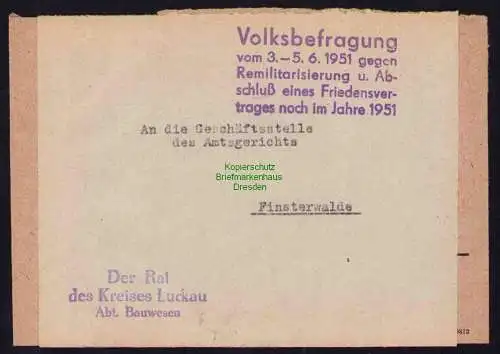 Volksbefragung
vom 3.–5. 6. 1951 gegen
Remilitarisierung u. Ab-
schluß eines Friedensver-
trages noch im Jahre 1951
An die Geschäftsstelle
des Amtsgerichts
Kopierschutz
Briefmarkenhaus
Dresden
Finsterwalde
Der Rat
des Kreises Luckau
Abt. Bauwesen